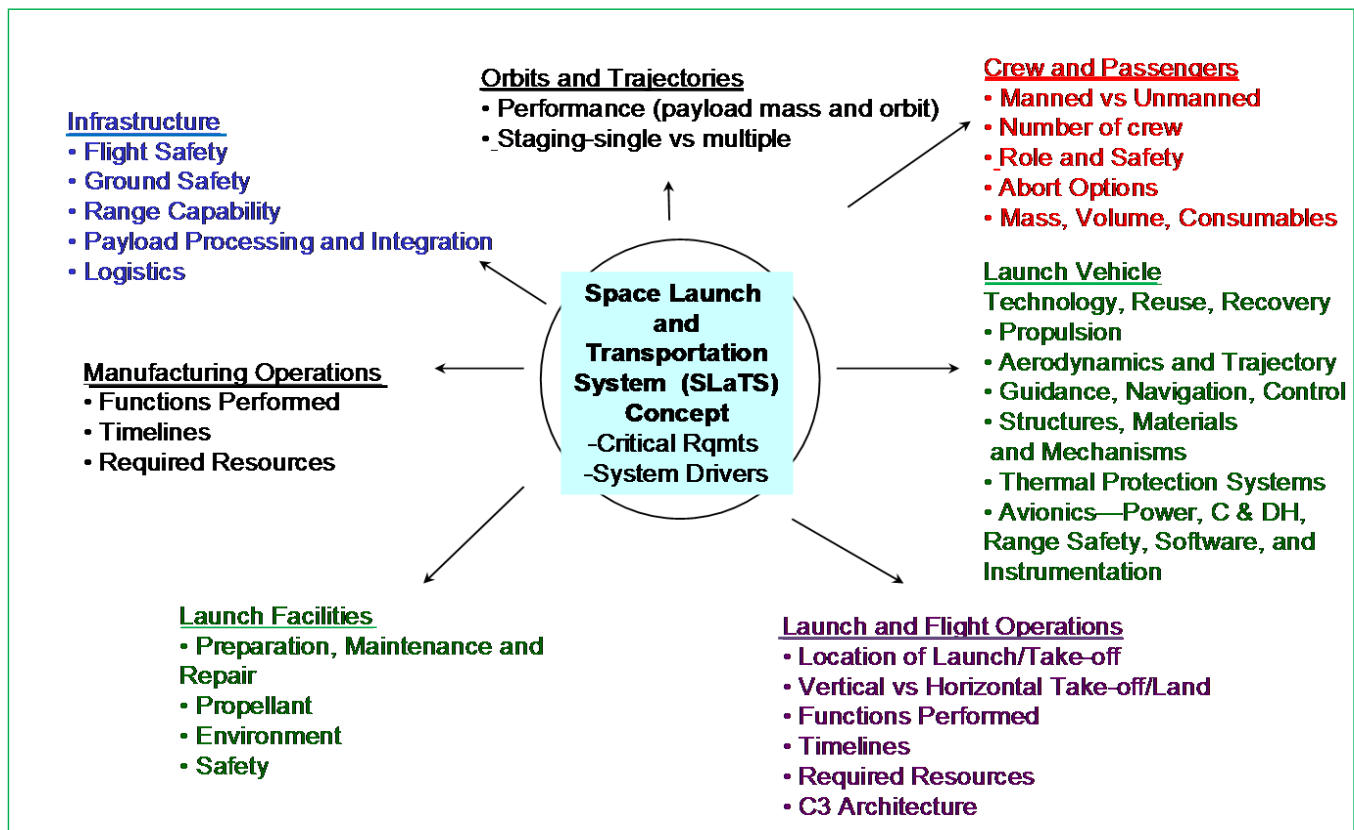 Orbits and Trajectories
• Performance (payload mass and orbit)
• Staging-single vs multiple
Crew and Passengers
• Manned vs Unmanned
• Number of crew
• Role and Safety
• Abort Options
• Mass, Volume, Consumables
Infrastructure
• Flight Safety
• Ground Safety
• Range Capability
• Payload Processing and Integration
• Logistics
Space Launch
and
Transportation
System (SLaTS)
Concept
-Critical Rqmts
-System Drivers
Launch Vehicle
Technology, Reuse, Recovery
• Propulsion
• Aerodynamics and Trajectory
• Guidance, Navigation, Control
• Structures, Materials
and Mechanisms
• Thermal Protection Systems
• Avionics—Power, C & DH,
Range Safety, Software, and
Instrumentation
Manufacturing Operations
• Functions Performed
• Timelines
• Required Resources
Launch Facilities
• Preparation, Maintenance and
Repair
• Propellant
• Environment
• Safety
Launch and Flight Operations
• Location of Launch/Take-off
• Vertical vs Horizontal Take-off/Land
• Functions Performed
• Timelines
• Required Resources
• C3 Architecture